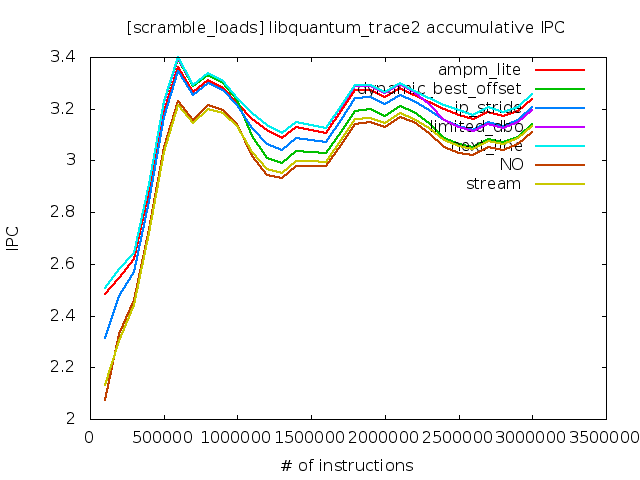 [scramble_loads] libquantum_trace2 accumulative IPC
3.4
3.2
3
2.8
2.6
2.4
2.2
2
IPC
ampm_lite
dynamic_best_offset
ip_stride
limited_dbo
next_line
NO
stream
0 500000 1000000 1500000 2000000 2500000 3000000 3500000
# of instructions